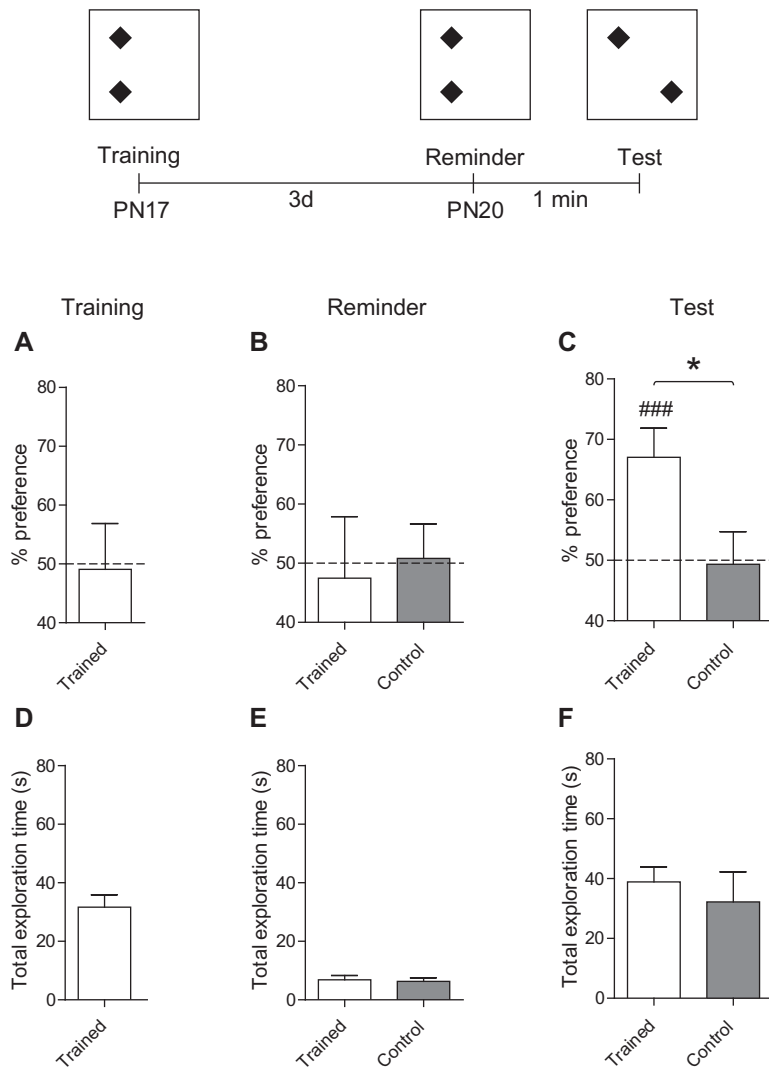 Training Reminder Test
3d 1 min
PN17 PN20
Training Reminder Test
A B C
80 80 80
* 
###
70 70 70
% preference % preference % preference
60 60 60
50 50 50
40 40 40
Trained Trained Control Trained Control
D E F
80 80 80
Total exploration time (s) Total exploration time (s) Total exploration time (s)
60 60 60
40 40 40
20 20 20
0 0 0
Trained Trained Control Trained Control